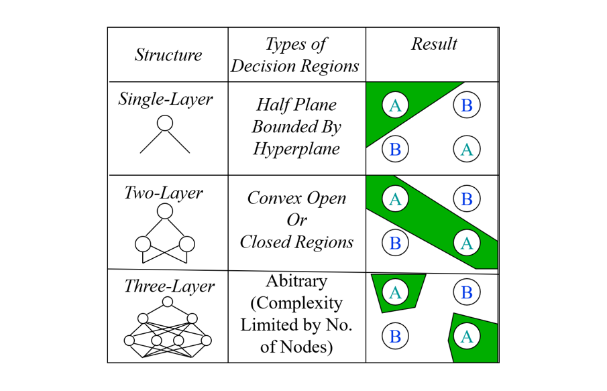 Structure
Types of
Decision Regions
Result
Single-Layer
Half Plane
Bounded By
Hyperplane
A B
B A
Two-Layer
Convex Open
Or
Closed Regions
A B
B A
Three-Layer
Abitrary
(Complexity
Limited by No.
of Nodes)
A B
B A